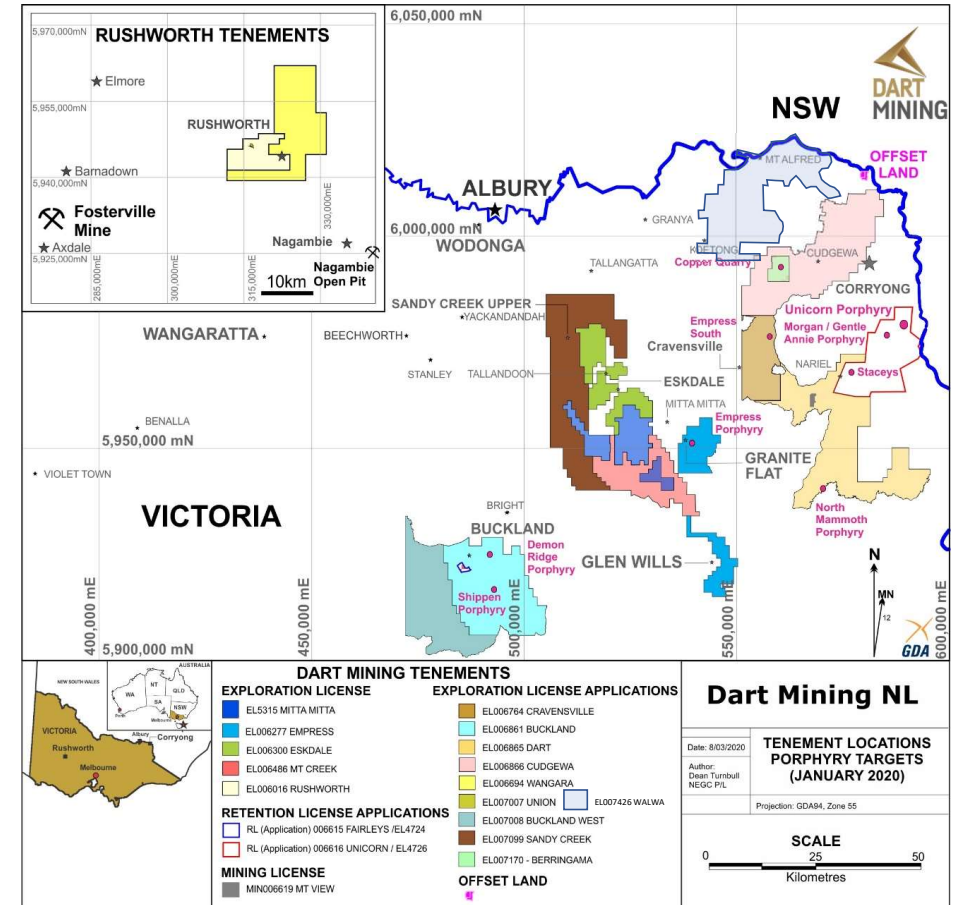 6,050,000 mN
5,970,000mN
RUSHWORTH TENEMENTS
Elmore
5,955,000mN
RUSHWORTH
Barnadown
5,940,000mN
Fosterville
Mine
Axdale
5,925,000mN
Nagambie
Nagambie
Open Pit
285,000mE
300,000mE
315,000mE
330,000mE
10km
DART
MINING
NSW
MT ALFRED
OFFSET
LAND
ALBURY
WODONGA
6,000,000 mN
GRANYA
KOETONG
Copper Quarry
CUDGEWA
TALLANGATTA
CORRYONG
SANDY CREEK UPPER
YACKANDANDAH
Unicorn Porphyry
Morgan / Gentle
Annie Porphyry
Empress
South
Cravensville
WANGARATTA
BEECHWORTH
STANLEY
TALLANDOON
ESKDALE
NARIEL
Staceys
MITTA MITTA
Empress
Porphyry
BENALLA
5,950,000 mN
GRANITE
FLAT
VIOLET TOWN
VICTORIA
BRIGHT
BUCKLAND
Demon
Ridge
Porphyry
Shippen
Porphyry
GLEN WILLS
North
Mammoth
Porphyry
N
MN
12
GDA
400,000 mE
450,000 mE
500,000 mE
550,000 mE
600,000 mE
5,900,000 mN
NEW SOUTH WALES
AUSTRALIA
WA
NT
QLD
SA
NSW
Perth
Melbourne
VICTORIA
Rushworth
Albury
Corryong
Melbourne
DART MINING TENEMENTS
EXPLORATION LICENSE
EL5315 MITTA MITTA
EL006277 EMPRESS
EL006300 ESKDALE
EL006486 MT CREEK
EL006016 RUSHWORTH
RETENTION LICENSE APPLICATIONS
RL (Application) 006615 FAIRLEYS /EL4724
RL (Application) 006616 UNICORN / EL4726
MINING LICENSE
MIN006619 MT VIEW
EXPLORATION LICENSE APPLICATIONS
EL006764 CRAVENSVILLE
EL006861 BUCKLAND
EL006865 DART
EL006866 CUDGEWA
EL006694 WANGARA
EL007007 UNION
EL007426 WALWA
EL007008 BUCKLAND WEST
EL007099 SANDY CREEK
EL007170 - BERRINGAMA
OFFSET LAND
Dart Mining NL
Date: 8/03/2020
Author:
Dean Turnbull
NEGC P/L
TENEMENT LOCATIONS
PORPHYRY TARGETS
(JANUARY 2020)
Projection: GDA94, Zone 55
SCALE
0
25
50
Kilometres